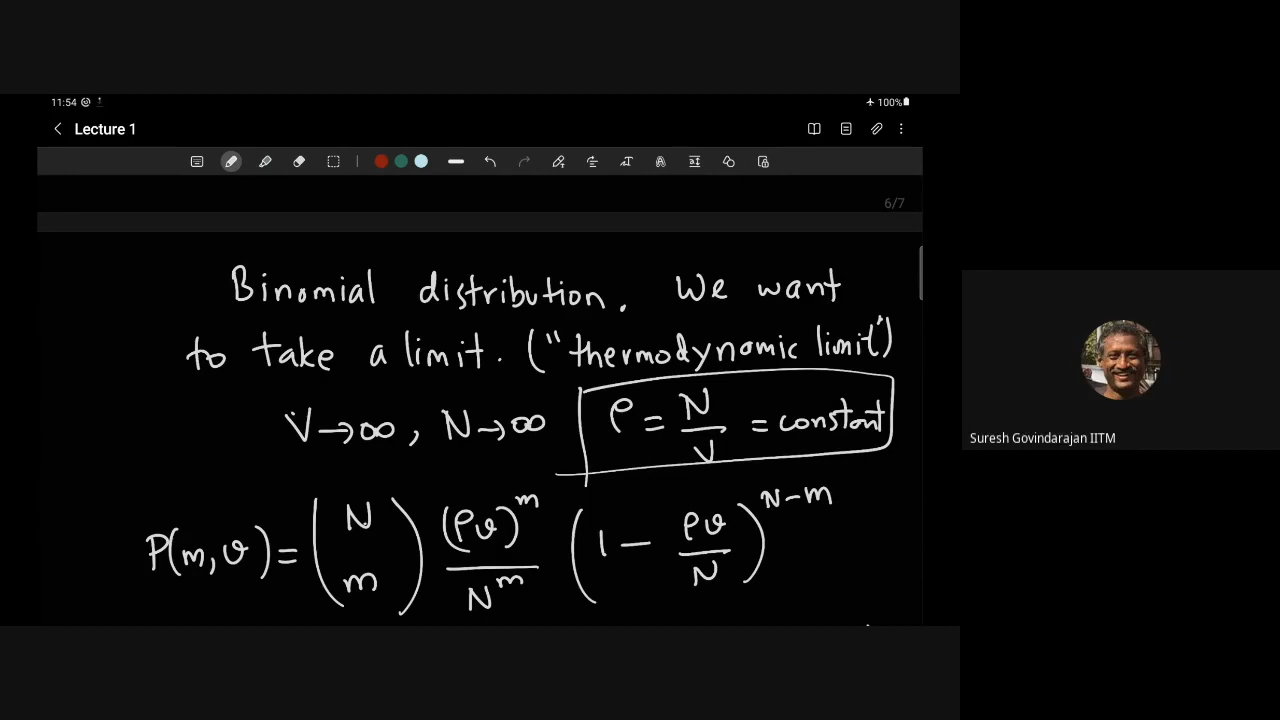 11:54
100%
Lecture 1
6/7
Binomial distribution. We want
to take a limit. ("thermodynamic limit")
V→∞, N→∞ ρ = N/V = constant
P(m, v) = (N m) (ρv)^m / N^m (1 − ρv/N)^(N−m)
Suresh Govindarajan IITM